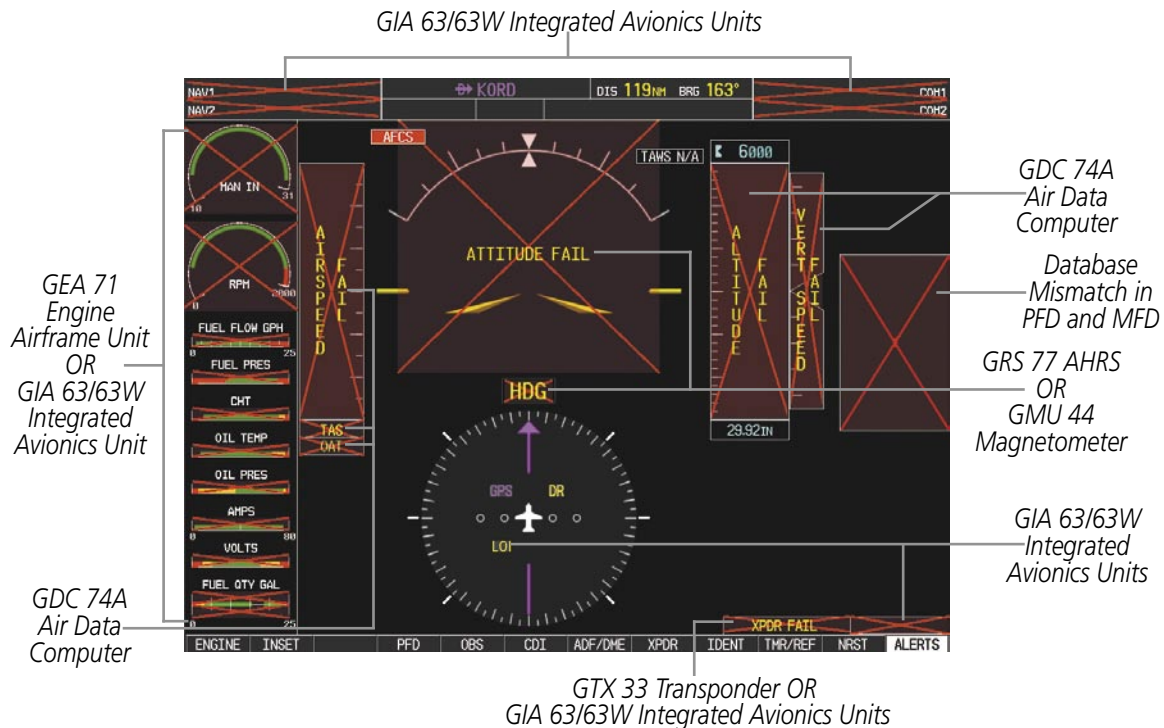 GIA 63/63W Integrated Avionics Units
NAV1
NAV2
KORD
DIS 119NM BRG 163°
COM1
COM2
AFCS
TAWS N/A
6000
MAN IN
10
31
RPM
0
2000
FUEL FLOW GPH
0
25
FUEL PRES
CHT
OIL TEMP
OIL PRES
AMPS
0
80
VOLTS
FUEL QTY GAL
0
25
AIRSPEED FAIL
TAS
OAT
ATTITUDE FAIL
ALTITUDE FAIL
VERT SPEED FAIL
29.92IN
HDG
GPS
DR
LOI
XPDR FAIL
ENGINE
INSET
PFD
OBS
CDI
ADF/DME
XPDR
IDENT
TMR/REF
NRST
ALERTS
GEA 71
Engine
Airframe Unit
OR
GIA 63/63W
Integrated
Avionics Unit
GDC 74A
Air Data
Computer
GDC 74A
Air Data
Computer
Database
Mismatch in
PFD and MFD
GRS 77 AHRS
OR
GMU 44
Magnetometer
GIA 63/63W
Integrated
Avionics Units
GTX 33 Transponder OR
GIA 63/63W Integrated Avionics Units